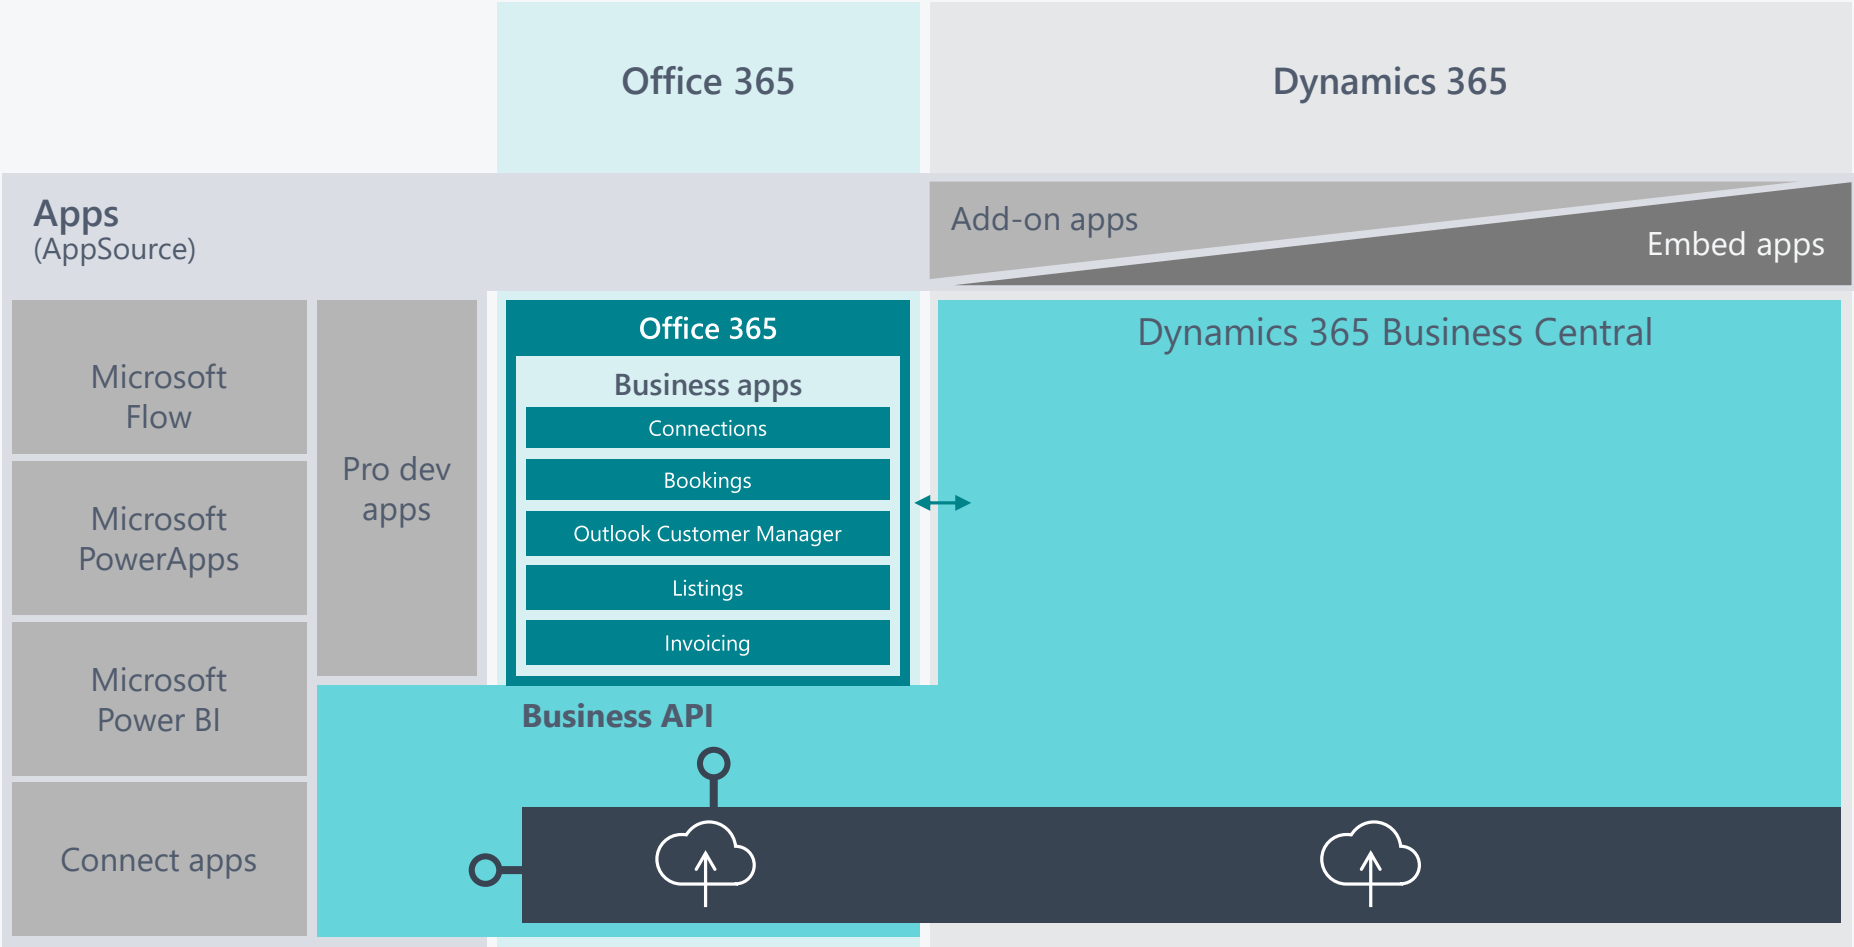 Office 365
Dynamics 365
Apps
(AppSource)
Add-on apps
Embed apps
Microsoft
Flow
Microsoft
PowerApps
Microsoft
Power BI
Connect apps
Pro dev
apps
Office 365
Business apps
Connections
Bookings
Outlook Customer Manager
Listings
Invoicing
Dynamics 365 Business Central
Business API